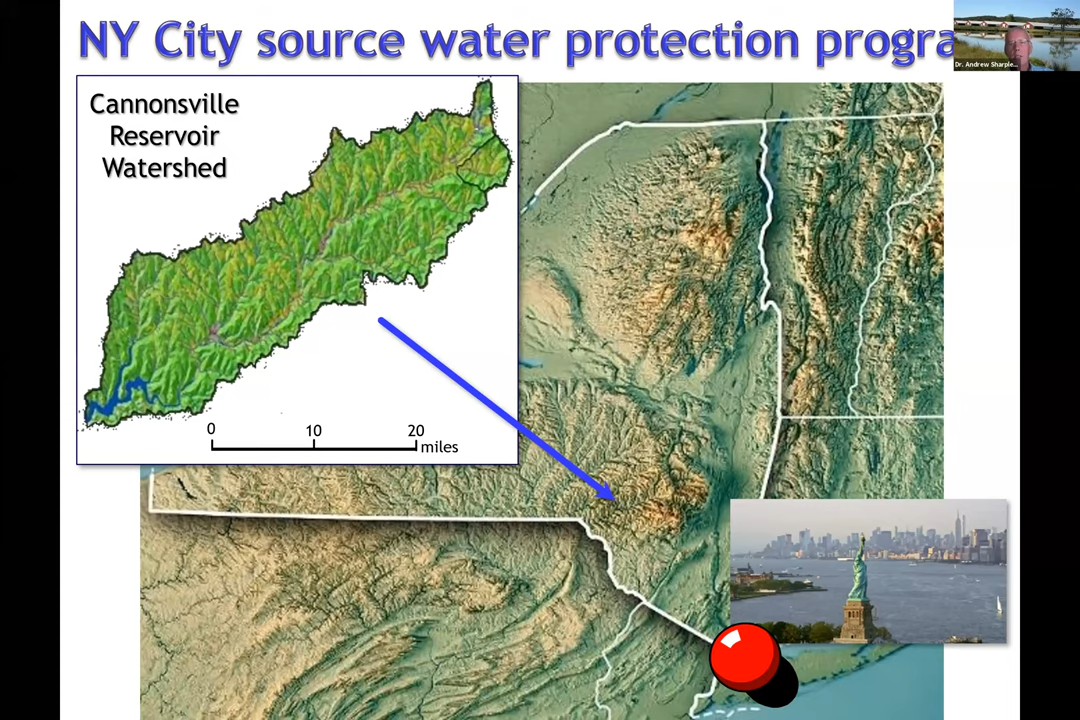 NY City source water protection progra
Dr. Andrew Sharple...
Cannonsville
Reservoir
Watershed
0 10 20
miles